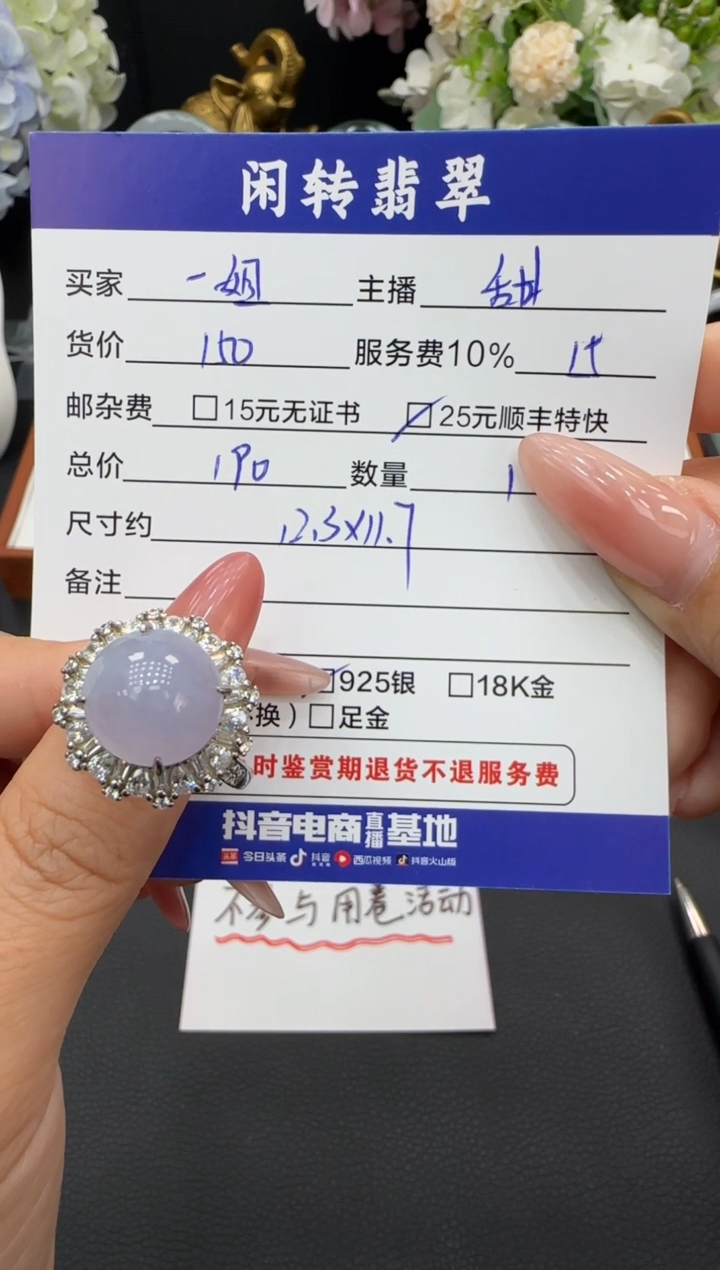 闲转翡翠
买家 一姐 主播 甜
货价 150 服务费10% 15
邮杂费 □15元无证书 ☑25元顺丰特快
总价 190 数量 1
尺寸约 12.3×11.7
备注
☑925银 □18K金
换）□足金
时鉴赏期退货不退服务费
抖音电商直播基地
头条 今日头条 抖音 西瓜视频 抖音火山版
不参与用卷活动